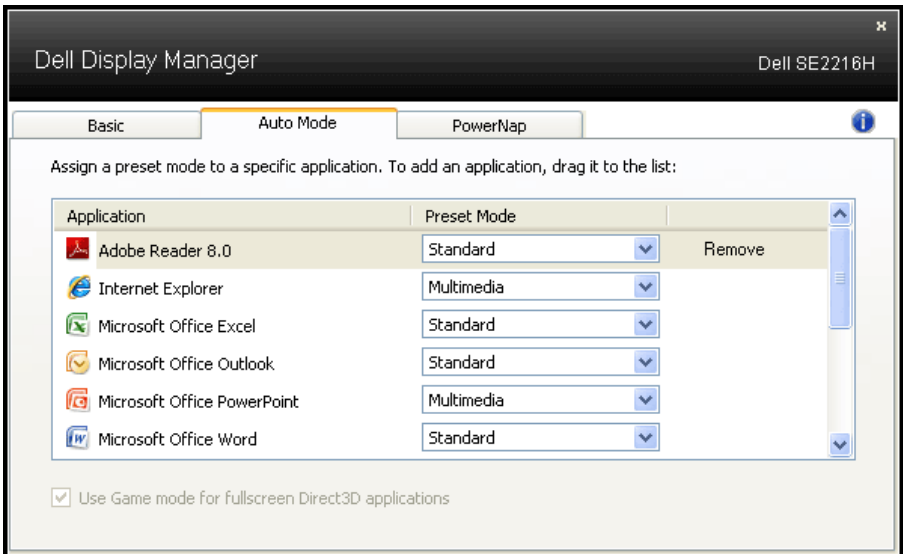 x
Dell Display Manager
Dell SE2216H
Basic
Auto Mode
PowerNap
i
Assign a preset mode to a specific application. To add an application, drag it to the list:
Application Preset Mode
Adobe Reader 8.0 Standard Remove
Internet Explorer Multimedia
Microsoft Office Excel Standard
Microsoft Office Outlook Standard
Microsoft Office PowerPoint Multimedia
Microsoft Office Word Standard
Use Game mode for fullscreen Direct3D applications